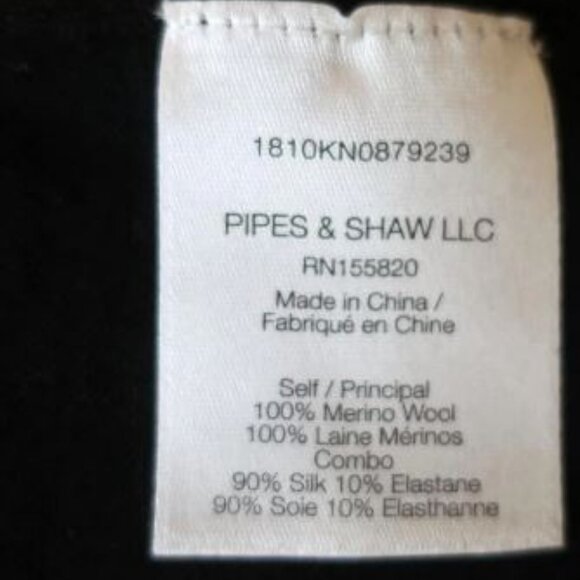 1810KN0879239
PIPES & SHAW LLC
RN155820
Made in China /
Fabriqué en Chine
Self / Principal
100% Merino Wool
100% Laine Mérinos
Combo
90% Silk 10% Elastane
90% Soie 10% Elasthanne